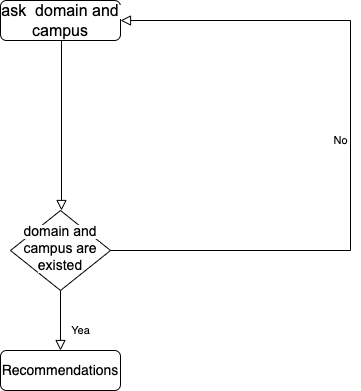 ask domain and
campus
No
domain and
campus are
existed
Yea
Recommendations